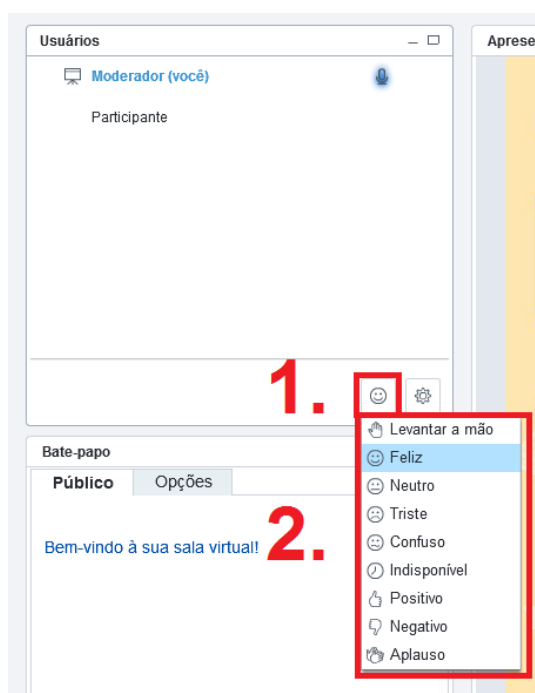 Usuários
Moderador (você)
Participante
Aprese
1.
Levantar a mão
Feliz
Neutro
Triste
Confuso
Indisponível
Positivo
Negativo
Aplauso
Bate-papo
Público
Opções
Bem-vindo à sua sala virtual!
2.